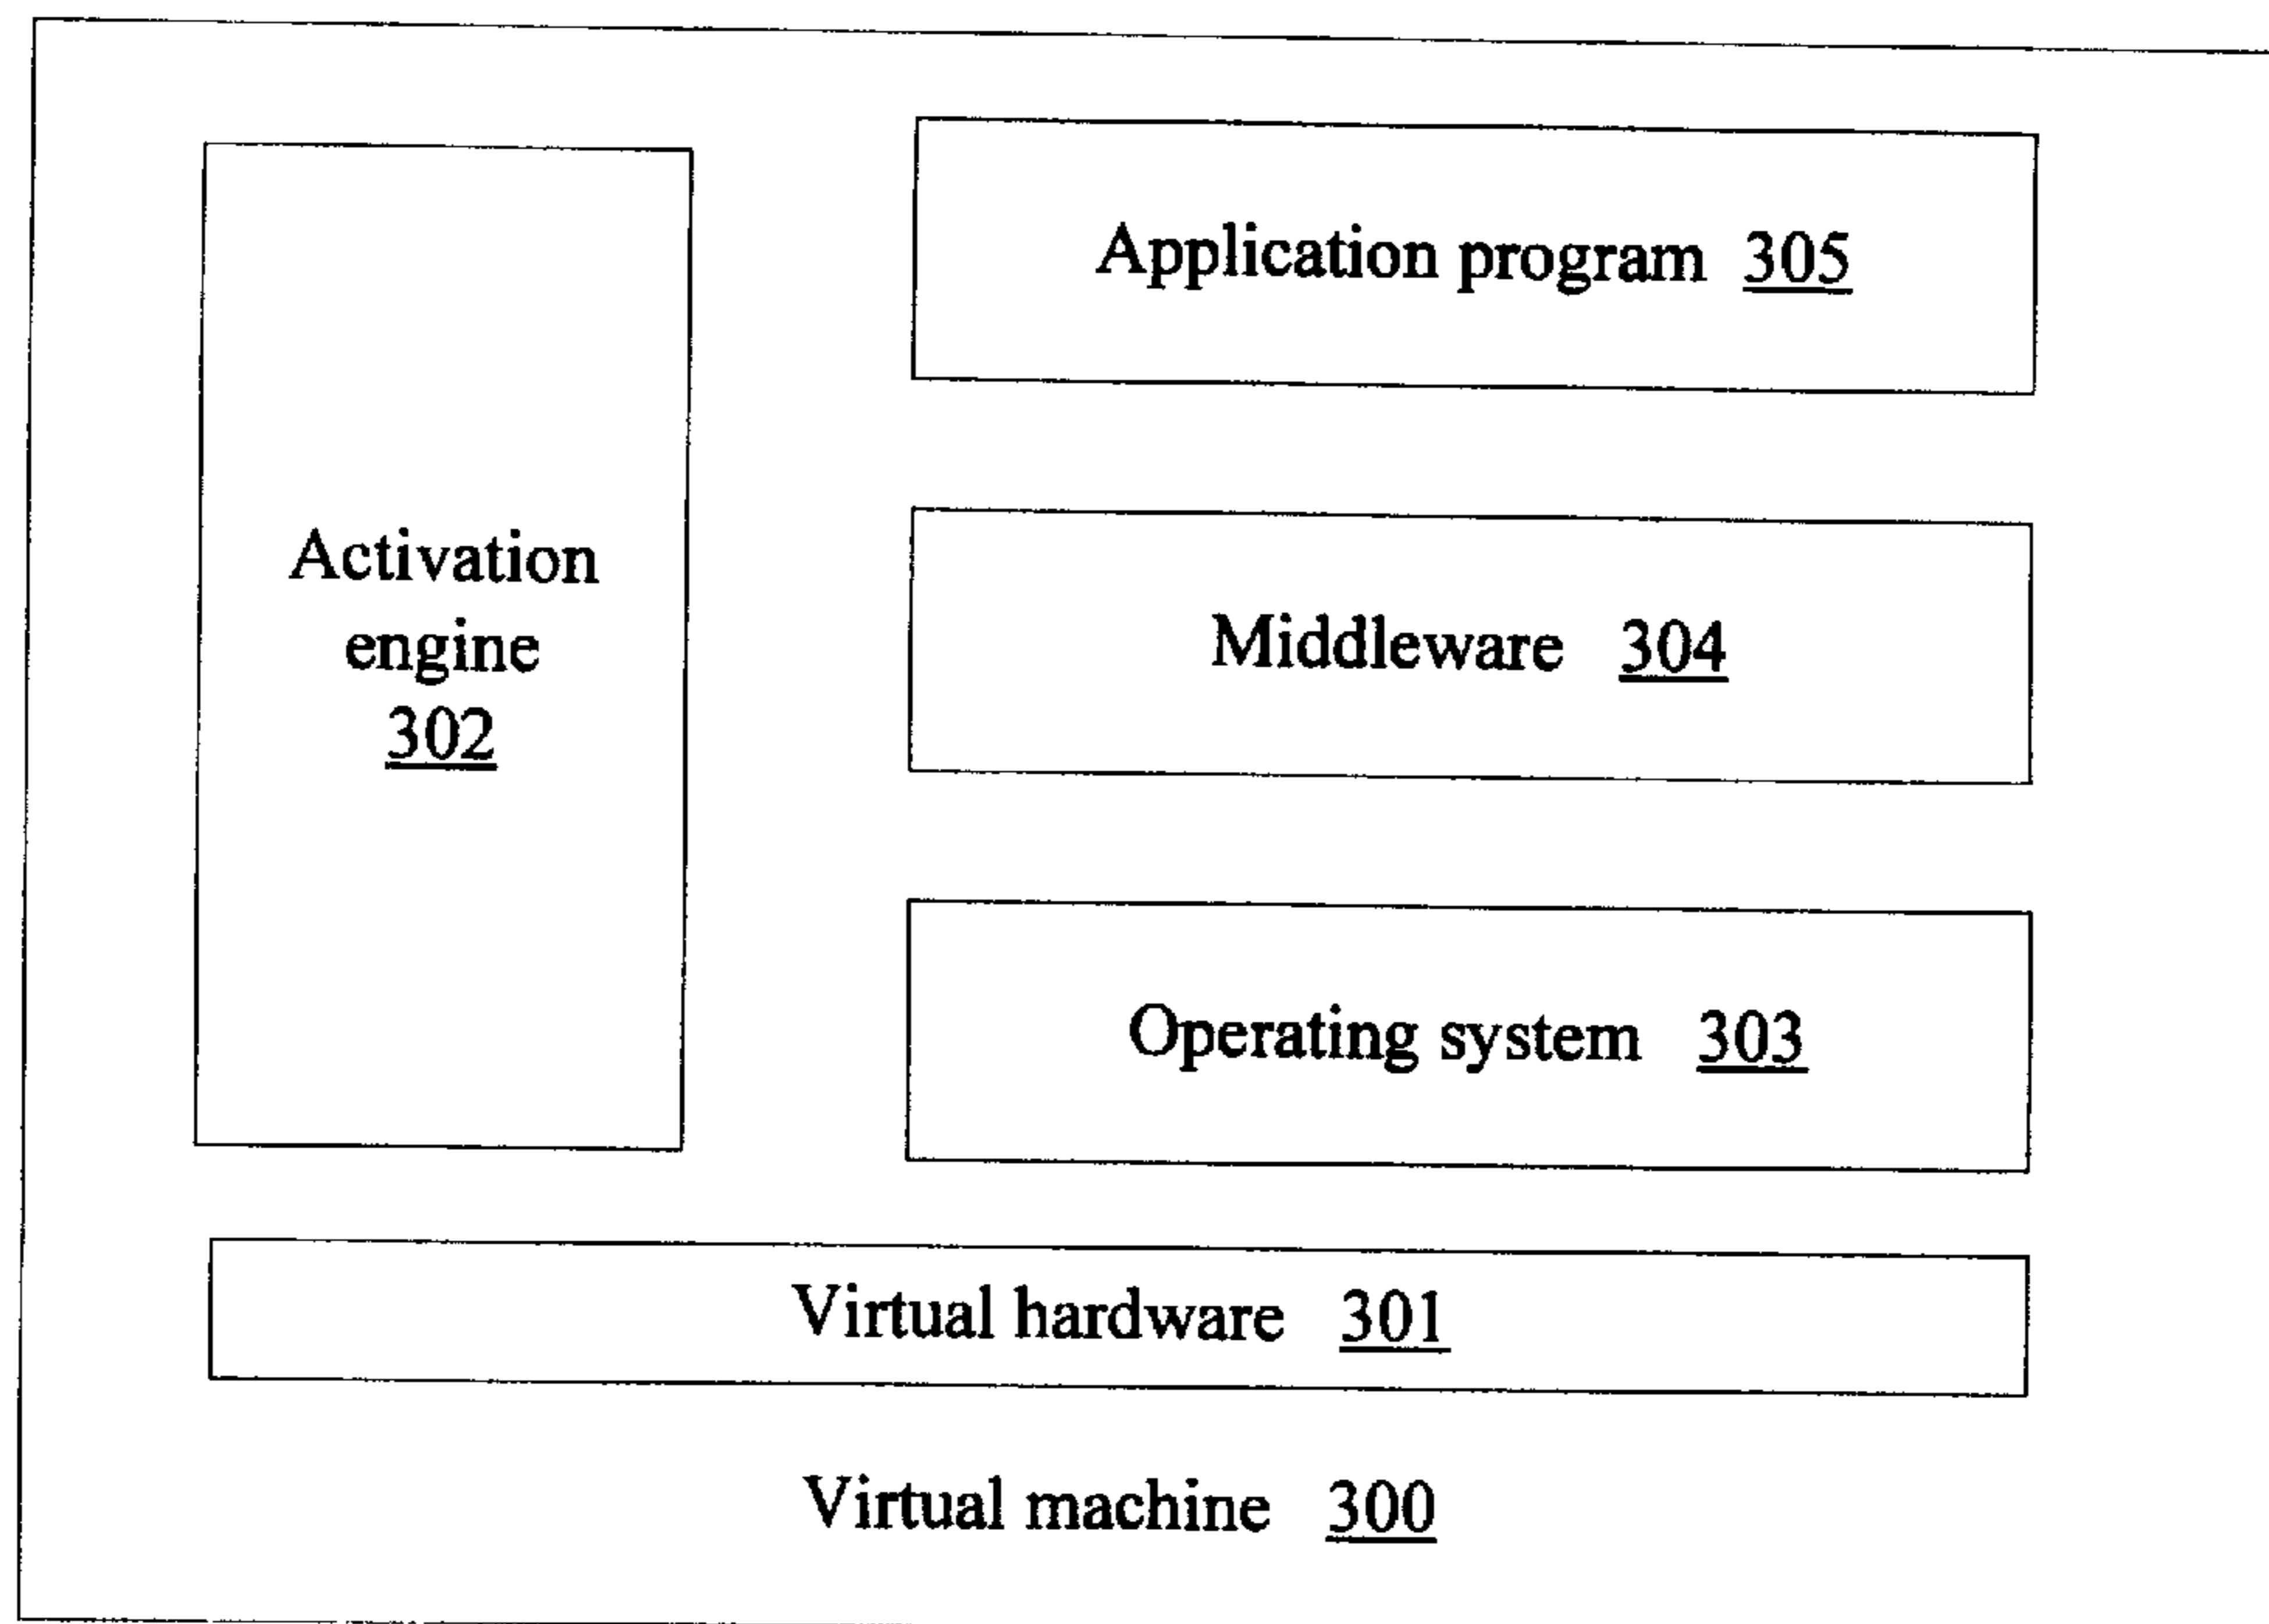 Application program 305
Activation
engine
302
Middleware 304
Operating system 303
Virtual hardware 301
Virtual machine 300